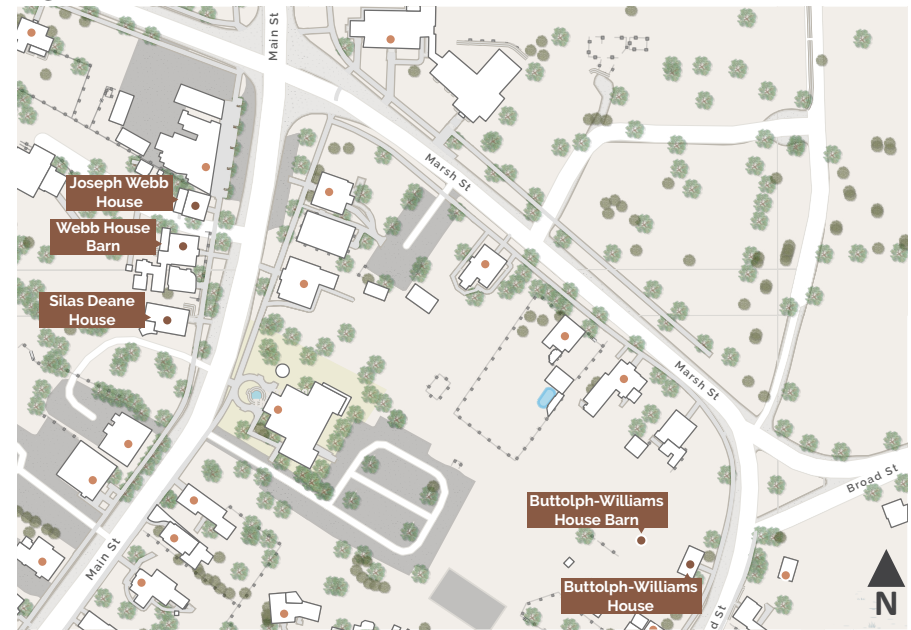 Main St
Marsh St
Joseph Webb
House
Webb House
Barn
Silas Deane
House
Marsh St
Broad St
Buttolph-Williams
House Barn
Main St
Buttolph-Williams
House
d St
N